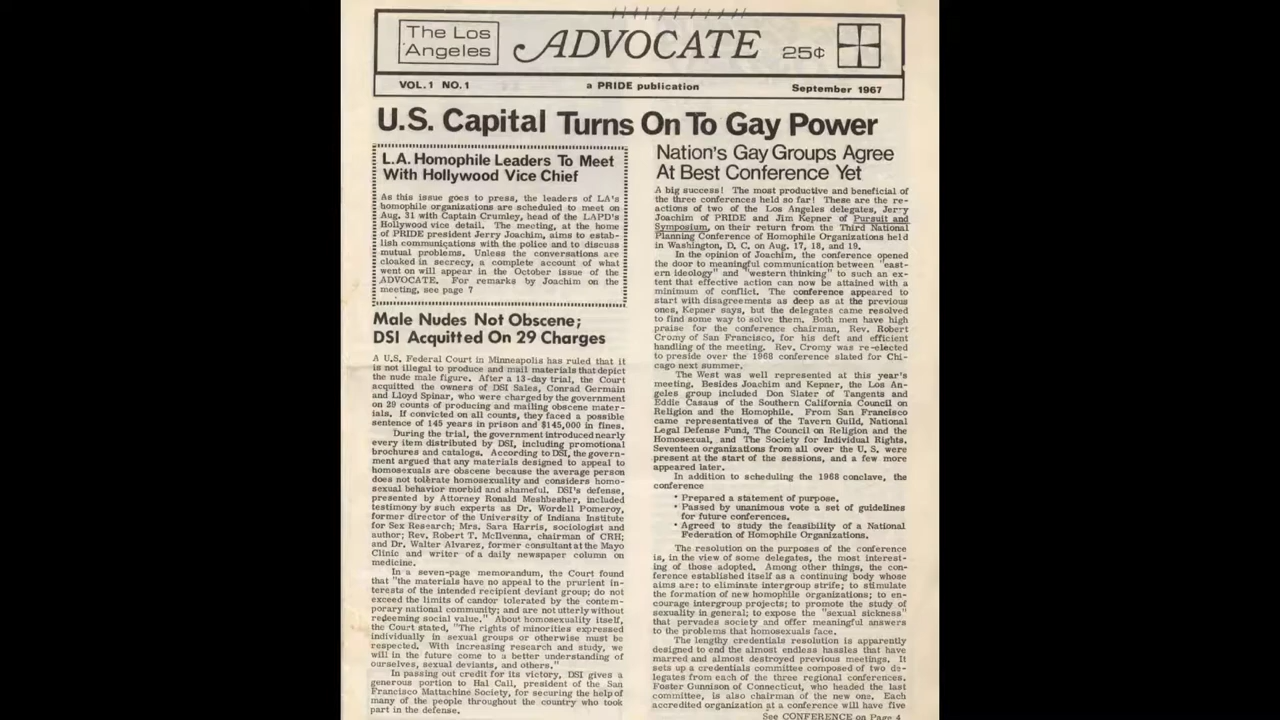 The Los
Angeles
ADVOCATE
25¢
VOL.1 NO.1
a PRIDE publication
September 1967
U.S. Capital Turns On To Gay Power
L.A. Homophile Leaders To Meet
With Hollywood Vice Chief
As this issue goes to press, the leaders of LA's
homophile organizations are scheduled to meet on
Aug. 31 with Captain Crumley, head of the LAPD's
Hollywood vice detail. The meeting, at the home
of PRIDE president Jerry Joachim, aims to estab-
lish communications with the police and to discuss
mutual problems. Unless the conversations are
cloaked in secrecy, a complete account of what
went on will appear in the October issue of the
ADVOCATE. For remarks by Joachim on the
meeting, see page 7
Male Nudes Not Obscene;
DSI Acquitted On 29 Charges
A U.S. Federal Court in Minneapolis has ruled that it
is not illegal to produce and mail materials that depict
the nude male figure. After a 13-day trial, the Court
acquitted the owners of DSI Sales, Conrad Germain
and Lloyd Spinar, who were charged by the government
on 29 counts of producing and mailing obscene mater-
ials. If convicted on all counts, they faced a possible
sentence of 145 years in prison and $145,000 in fines.
During the trial, the government introduced nearly
every item distributed by DSI, including promotional
brochures and catalogs. According to DSI, the govern-
ment argued that any materials designed to appeal to
homosexuals are obscene because the average person
does not tolerate homosexuality and considers homo-
sexual behavior morbid and shameful. DSI's defense,
presented by Attorney Ronald Meshbesher, included
testimony by such experts as Dr. Wordell Pomeroy,
former director of the University of Indiana Institute
for Sex Research; Mrs. Sara Harris, sociologist and
author; Rev. Robert T. McIlvenna, chairman of CRH;
and Dr. Walter Alvarez, former consultant at the Mayo
Clinic and writer of a daily newspaper column on
medicine.
In a seven-page memorandum, the Court found
that "the materials have no appeal to the prurient in-
terests of the intended recipient deviant group; do not
exceed the limits of candor tolerated by the contem-
porary national community; and are not utterly without
redeeming social value." About homosexuality itself,
the Court stated, "The rights of minorities expressed
individually in sexual groups or otherwise must be
respected. With increasing research and study, we
will in the future come to a better understanding of
ourselves, sexual deviants, and others."
In passing out credit for its victory, DSI gives a
generous portion to Hal Call, president of the San
Francisco Mattachine Society, for securing the help of
many of the people throughout the country who took
part in the defense.
Nation's Gay Groups Agree
At Best Conference Yet
A big success! The most productive and beneficial of
the three conferences held so far! These are the re-
actions of two of the Los Angeles delegates, Jerry
Joachim of PRIDE and Jim Kepner of Pursuit and
Symposium, on their return from the Third National
Planning Conference of Homophile Organizations held
in Washington, D. C. on Aug. 17, 18, and 19.
In the opinion of Joachim, the conference opened
the door to meaningful communication between "east-
ern ideology" and "western thinking" to such an ex-
tent that effective action can now be attained with a
minimum of conflict. The conference appeared to
start with disagreements as deep as at the previous
ones, Kepner says, but the delegates came resolved
to find some way to solve them. Both men have high
praise for the conference chairman, Rev. Robert
Cromy of San Francisco, for his deft and efficient
handling of the meeting. Rev. Cromy was re-elected
to preside over the 1968 conference slated for Chi-
cago next summer.
The West was well represented at this year's
meeting. Besides Joachim and Kepner, the Los An-
geles group included Don Slater of Tangents and
Eddie Casaus of the Southern California Council on
Religion and the Homophile. From San Francisco
came representatives of the Tavern Guild, National
Legal Defense Fund, The Council on Religion and the
Homosexual, and The Society for Individual Rights.
Seventeen organizations from all over the U. S. were
present at the start of the sessions, and a few more
appeared later.
In addition to scheduling the 1968 conclave, the
conference
• Prepared a statement of purpose.
• Passed by unanimous vote a set of guidelines
for future conferences.
• Agreed to study the feasibility of a National
Federation of Homophile Organizations.
The resolution on the purposes of the conference
is, in the view of some delegates, the most interest-
ing of those adopted. Among other things, the con-
ference established itself as a continuing body whose
aims are: to eliminate intergroup strife; to stimulate
the formation of new homophile organizations; to en-
courage intergroup projects; to promote the study of
sexuality in general; to expose the "sexual sickness"
that pervades society and offer meaningful answers
to the problems that homosexuals face.
The lengthy credentials resolution is apparently
designed to end the almost endless hassles that have
marred and almost destroyed previous meetings. It
sets up a credentials committee composed of two de-
legates from each of the three regional conferences.
Foster Gunnison of Connecticut, who headed the last
committee, is also chairman of the new one. Each
accredited organization at a conference will have five
See CONFERENCE on Page 4